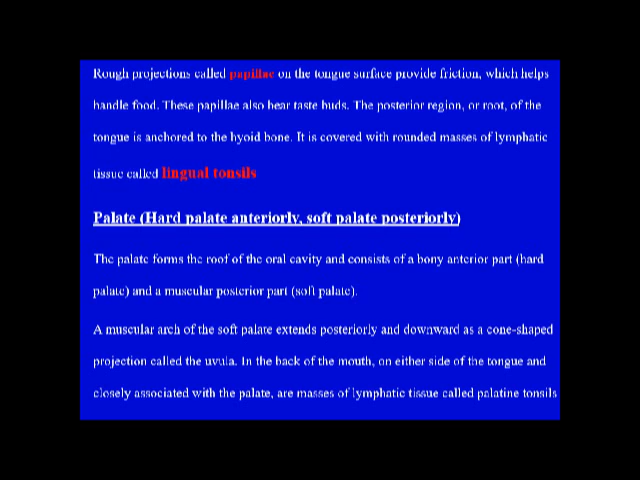 Rough projections called papillae on the tongue surface provide friction, which helps
handle food. These papillae also bear taste buds. The posterior region, or root, of the
tongue is anchored to the hyoid bone. It is covered with rounded masses of lymphatic
tissue called lingual tonsils
Palate (Hard palate anteriorly, soft palate posteriorly)
The palate forms the roof of the oral cavity and consists of a bony anterior part (hard
palate) and a muscular posterior part (soft palate).
A muscular arch of the soft palate extends posteriorly and downward as a cone-shaped
projection called the uvula. In the back of the mouth, on either side of the tongue and
closely associated with the palate, are masses of lymphatic tissue called palatine tonsils